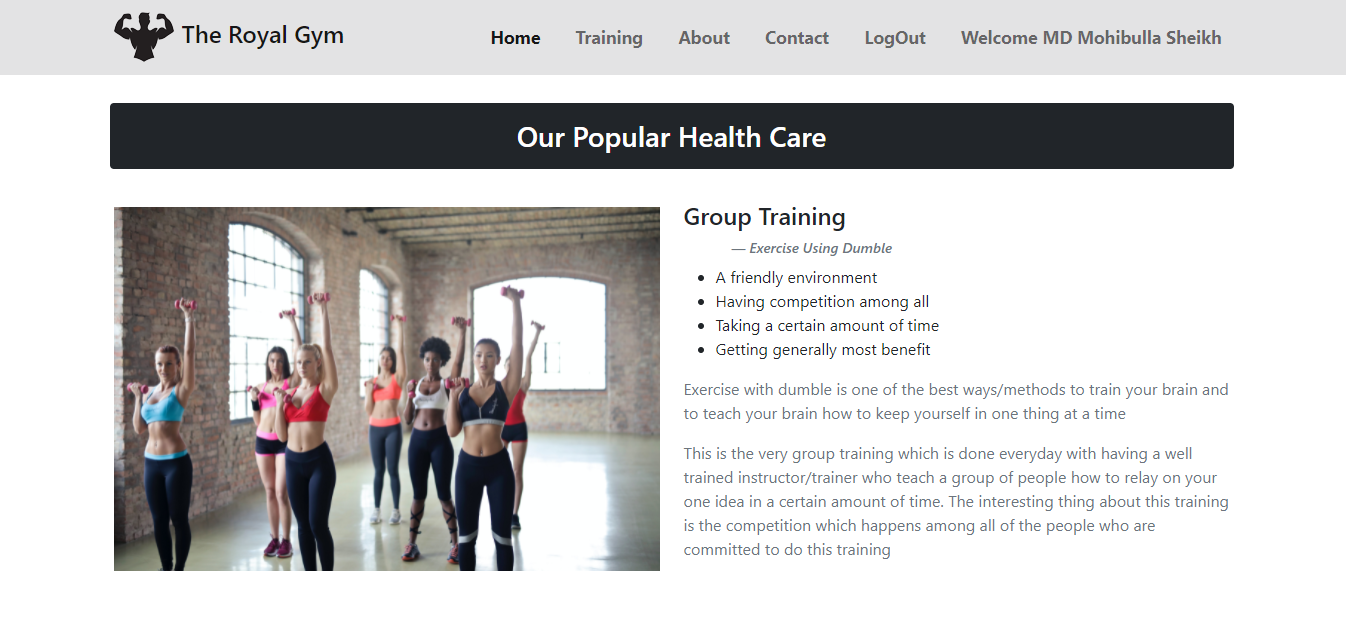 The Royal Gym
Home Training About Contact LogOut Welcome MD Mohibulla Sheikh
Our Popular Health Care
Group Training
— Exercise Using Dumble
• A friendly environment
• Having competition among all
• Taking a certain amount of time
• Getting generally most benefit
Exercise with dumble is one of the best ways/methods to train your brain and
to teach your brain how to keep yourself in one thing at a time
This is the very group training which is done everyday with having a well
trained instructor/trainer who teach a group of people how to relay on your
one idea in a certain amount of time. The interesting thing about this training
is the competition which happens among all of the people who are
committed to do this training